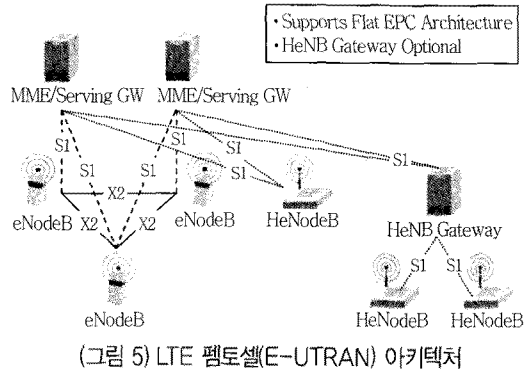 • Supports Flat EPC Architecture
• HeNB Gateway Optional
MME/Serving GW MME/Serving GW
S1 S1 S1 S1 S1 S1 S1
X2
eNodeB X2 X2 eNodeB HeNodeB
HeNB Gateway
S1 S1
eNodeB HeNodeB HeNodeB
(그림 5) LTE 펨토셀(E-UTRAN) 아키텍처